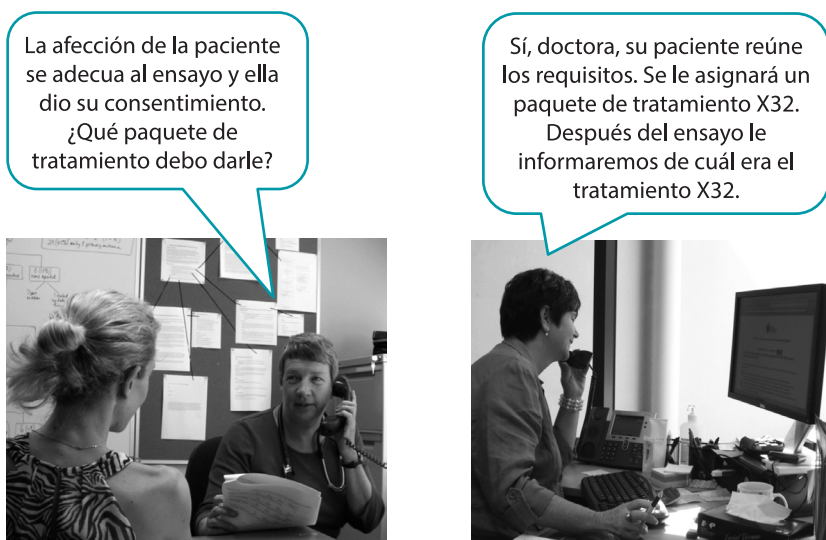 La afección de la paciente
se adecua al ensayo y ella
dio su consentimiento.
¿Qué paquete de
tratamiento debo darle?
Sí, doctora, su paciente reúne
los requisitos. Se le asignará un
paquete de tratamiento X32.
Después del ensayo le
informaremos de cuál era el
tratamiento X32.